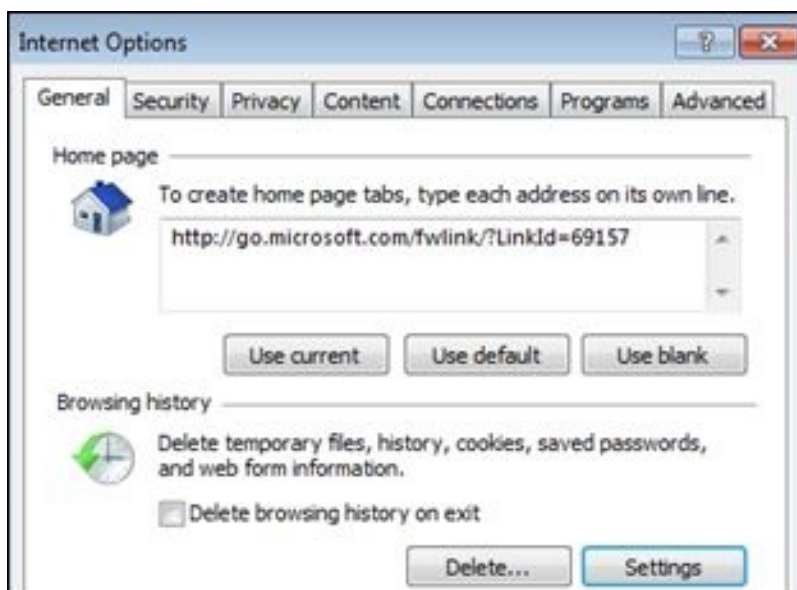 Internet Options
General Security Privacy Content Connections Programs Advanced
Home page
To create home page tabs, type each address on its own line.
http://go.microsoft.com/fwlink/?LinkId=69157
Use current Use default Use blank
Browsing history
Delete temporary files, history, cookies, saved passwords,
and web form information.
Delete browsing history on exit
Delete... Settings